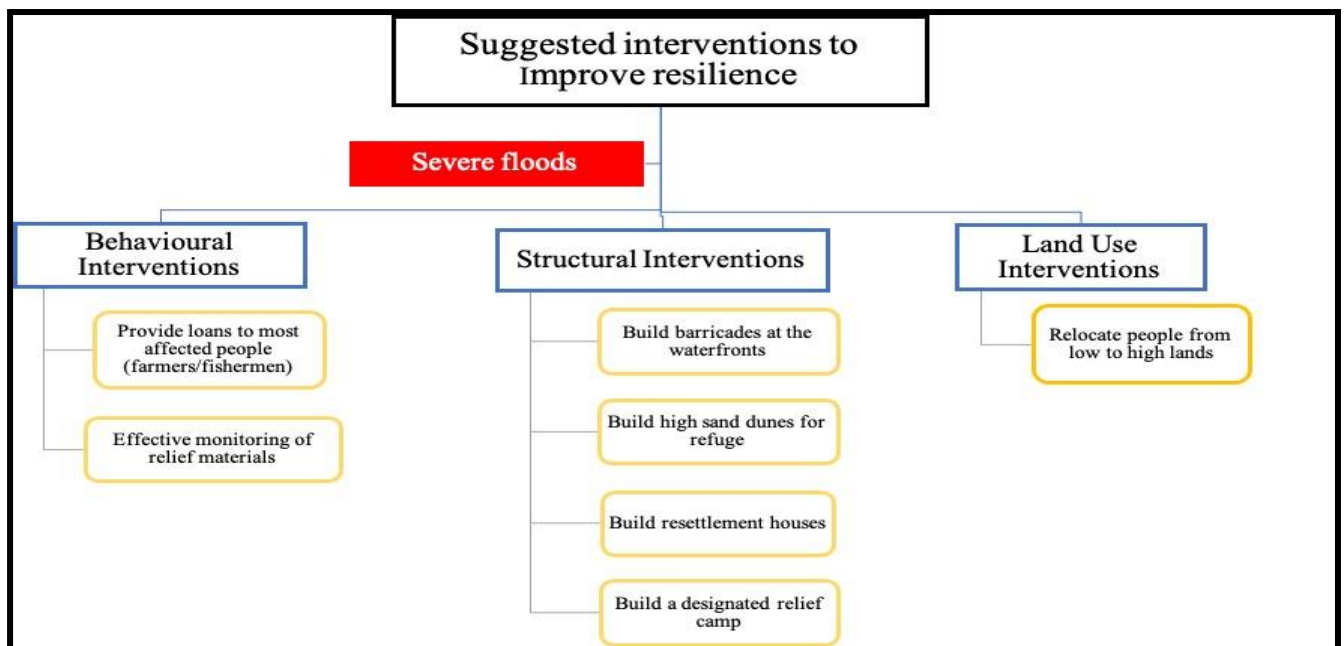 Suggested interventions to
Improve resilience
Severe floods
Behavioural
Interventions
Provide loans to most
affected people
(farmers/fishermen)
Effective monitoring of
relief materials
Structural Interventions
Build barricades at the
waterfronts
Build high sand dunes for
refuge
Build resettlement houses
Build a designated relief
camp
Land Use
Interventions
Relocate people from
low to high lands